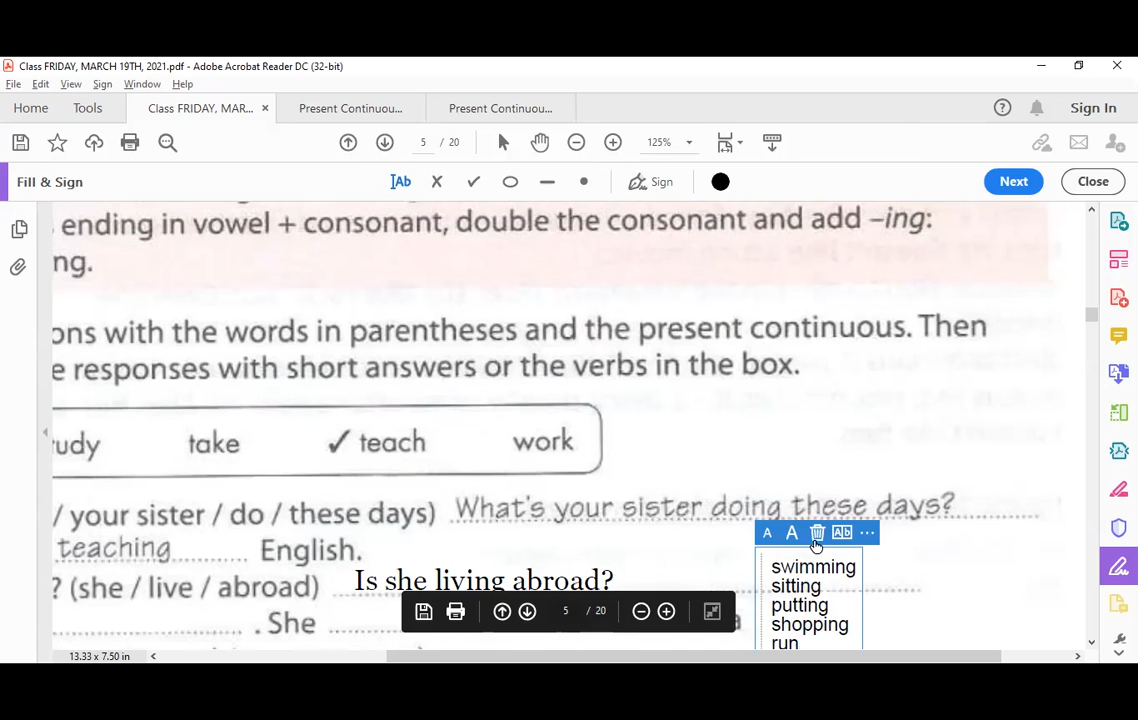 Class FRIDAY, MARCH 19TH, 2021.pdf - Adobe Acrobat Reader DC (32-bit)
File Edit View Sign Window Help
Home Tools Class FRIDAY, MAR... × Present Continuou... Present Continuou... Sign In
5 / 20 125%
Fill & Sign Ab Sign Next Close
ending in vowel + consonant, double the consonant and add –ing:
ng.
ons with the words in parentheses and the present continuous. Then
e responses with short answers or the verbs in the box.
udy take ✓ teach work
/ your sister / do / these days) What's your sister doing these days?
teaching English.
A A Ab ...
? (she / live / abroad) Is she living abroad?
swimming
sitting
putting
shopping
run
5 / 20
. She a
13.33 x 7.50 in